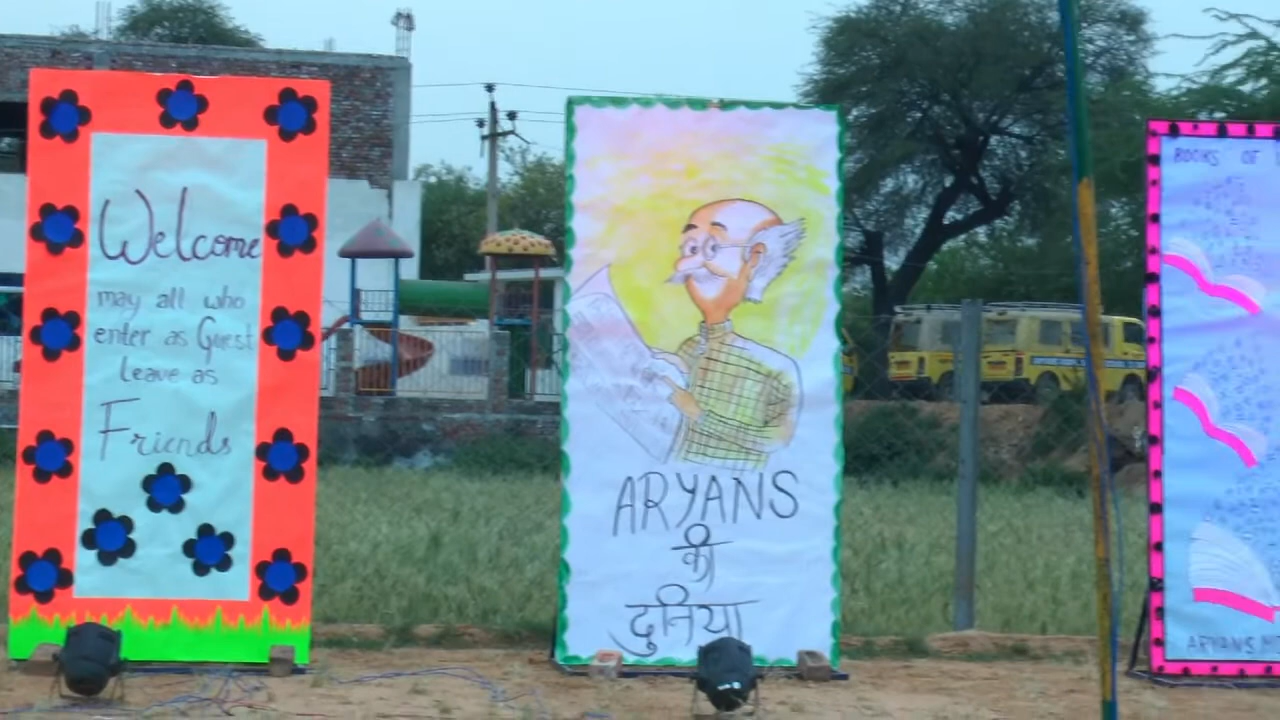 Welcome
may all who
enter as Guest
leave as
Friends
ARYANS
की
दुनिया
BOOKS OF
ARYANS